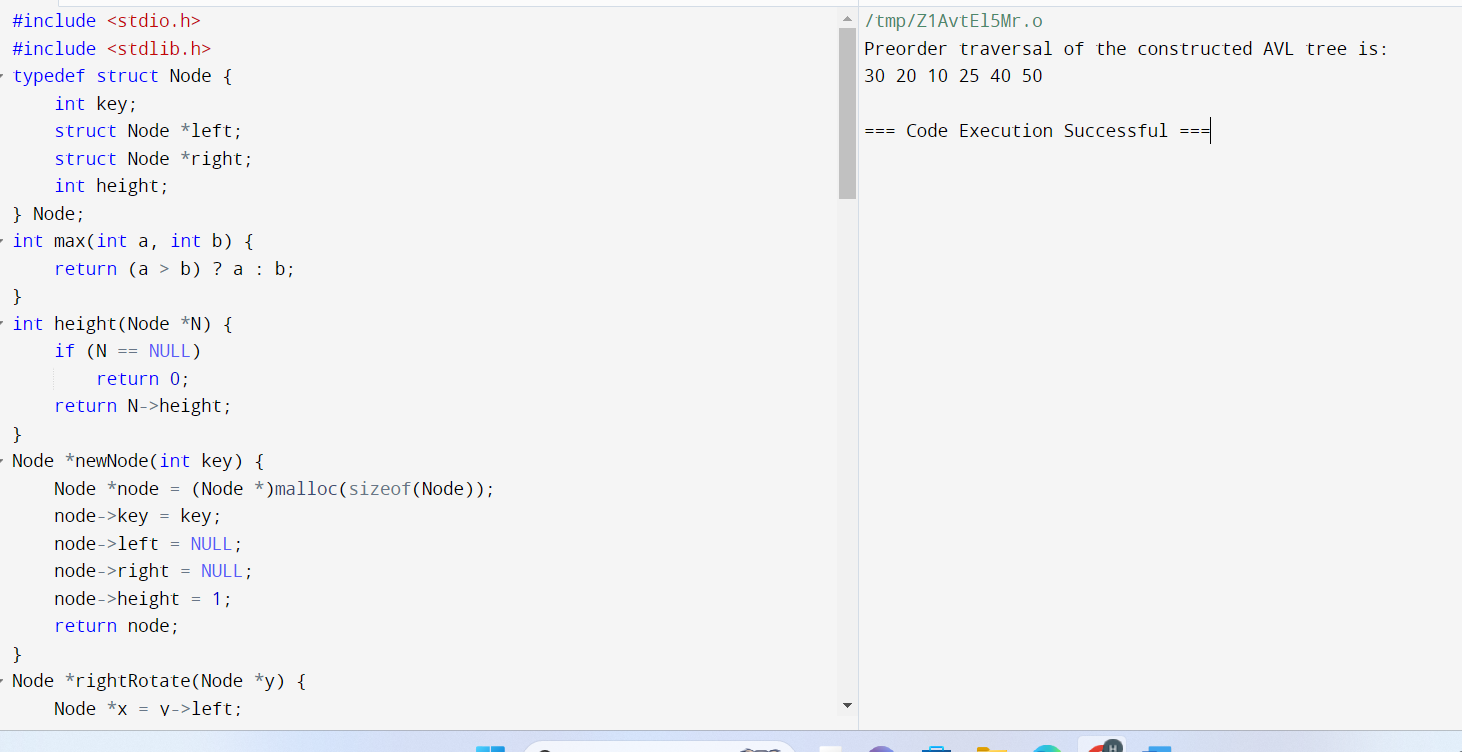 #include <stdio.h>
#include <stdlib.h>
typedef struct Node {
    int key;
    struct Node *left;
    struct Node *right;
    int height;
} Node;
int max(int a, int b) {
    return (a > b) ? a : b;
}
int height(Node *N) {
    if (N == NULL)
        return 0;
    return N->height;
}
Node *newNode(int key) {
    Node *node = (Node *)malloc(sizeof(Node));
    node->key = key;
    node->left = NULL;
    node->right = NULL;
    node->height = 1;
    return node;
}
Node *rightRotate(Node *y) {
    Node *x = y->left;
/tmp/Z1AvtEl5Mr.o
Preorder traversal of the constructed AVL tree is:
30 20 10 25 40 50
=== Code Execution Successful ===
H